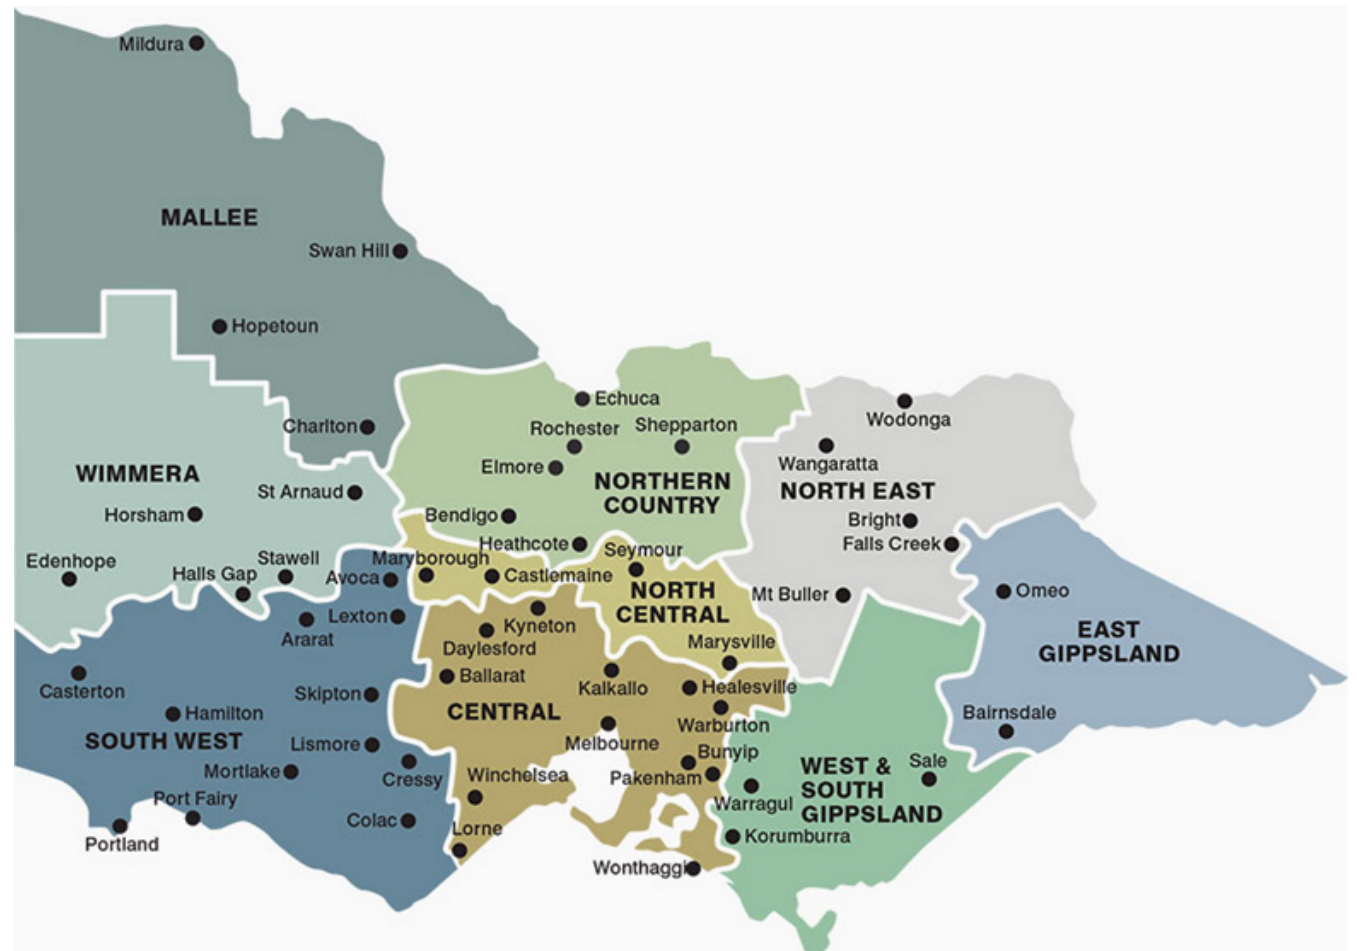 Mildura
MALLEE
Swan Hill
Hopetoun
Charlton
Echuca
Rochester
Shepparton
Elmore
NORTHERN
COUNTRY
Bendigo
Heathcote
Wodonga
Wangaratta
NORTH EAST
Bright
Falls Creek
Mt Buller
WIMMERA
St Arnaud
Horsham
Edenhope
Stawell
Halls Gap
Avoca
Maryborough
Castlemaine
Seymour
NORTH
CENTRAL
Marysville
Omeo
EAST
GIPPSLAND
Bairnsdale
Lexton
Ararat
Casterton
Skipton
Hamilton
SOUTH WEST
Lismore
Mortlake
Cressy
Port Fairy
Portland
Colac
Kyneton
Daylesford
Ballarat
Kalkallo
Healesville
CENTRAL
Warburton
Melbourne
Bunyip
Pakenham
Winchelsea
Lorne
Wonthaggi
WEST &
SOUTH
GIPPSLAND
Sale
Warragul
Korumburra